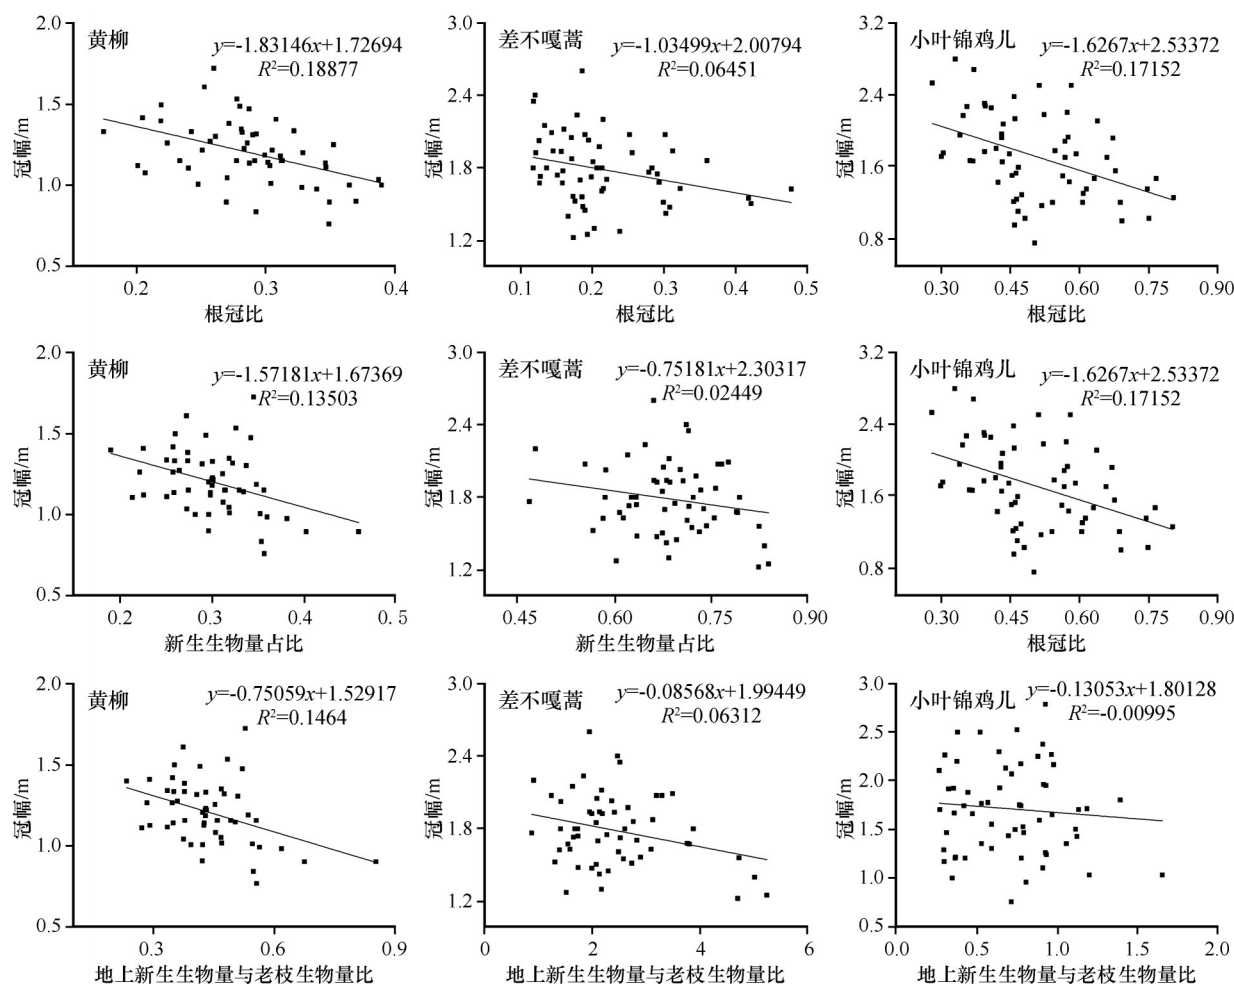 黄柳
y=-1.83146x+1.72694
R²=0.18877
冠幅/m
2.0
1.5
1.0
0.5
0.2 0.3 0.4
根冠比
差不嘎蒿
y=-1.03499x+2.00794
R²=0.06451
冠幅/m
3.0
2.4
1.8
1.2
0.1 0.2 0.3 0.4 0.5
根冠比
小叶锦鸡儿
y=-1.6267x+2.53372
R²=0.17152
冠幅/m
3.2
2.4
1.6
0.8
0.30 0.45 0.60 0.75 0.90
根冠比
黄柳
y=-1.57181x+1.67369
R²=0.13503
冠幅/m
2.0
1.5
1.0
0.5
0.2 0.3 0.4 0.5
新生生物量占比
差不嘎蒿
y=-0.75181x+2.30317
R²=0.02449
冠幅/m
3.0
2.4
1.8
1.2
0.45 0.60 0.75 0.90
新生生物量占比
小叶锦鸡儿
y=-1.6267x+2.53372
R²=0.17152
冠幅/m
3.2
2.4
1.6
0.8
0.30 0.45 0.60 0.75 0.90
根冠比
黄柳
y=-0.75059x+1.52917
R²=0.1464
冠幅/m
2.0
1.5
1.0
0.5
0.3 0.6 0.9
地上新生生物量与老枝生物量比
差不嘎蒿
y=-0.08568x+1.99449
R²=0.06312
冠幅/m
3.0
2.4
1.8
1.2
0 2 4 6
地上新生生物量与老枝生物量比
小叶锦鸡儿
y=-0.13053x+1.80128
R²=-0.00995
冠幅/m
3.0
2.5
2.0
1.5
1.0
0.5
0.0 0.5 1.0 1.5 2.0
地上新生生物量与老枝生物量比